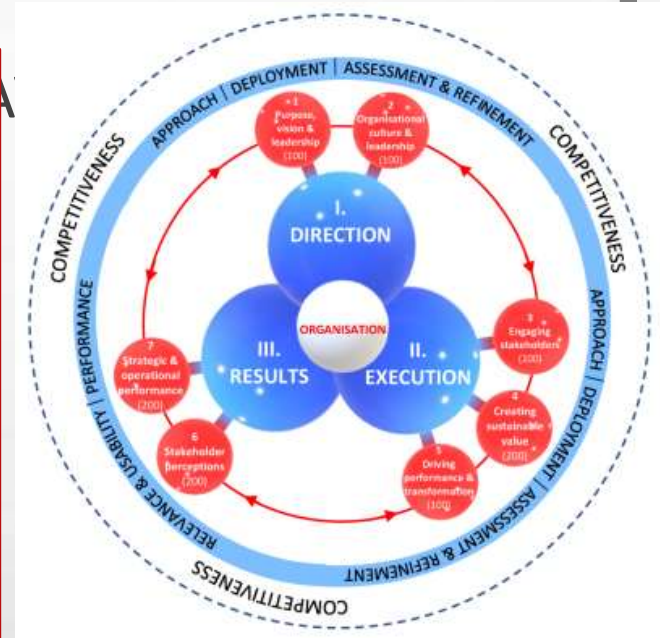 COMPETITIVENESS
COMPETITIVENESS
COMPETITIVENESS
APPROACH | DEPLOYMENT | ASSESSMENT & REFINEMENT
APPROACH | DEPLOYMENT | ASSESSMENT & REFINEMENT
RELEVANCE & USABILITY | PERFORMANCE
1
Purpose,
vision &
leadership
(100)
2
Organisational
culture &
leadership
(100)
I.
DIRECTION
ORGANISATION
III.
RESULTS
II.
EXECUTION
3
Engaging
stakeholders
(100)
4
Creating
sustainable
value
(200)
5
Driving
performance &
transformation
(100)
6
Stakeholder
perceptions
(200)
7
Strategic &
operational
performance
(200)